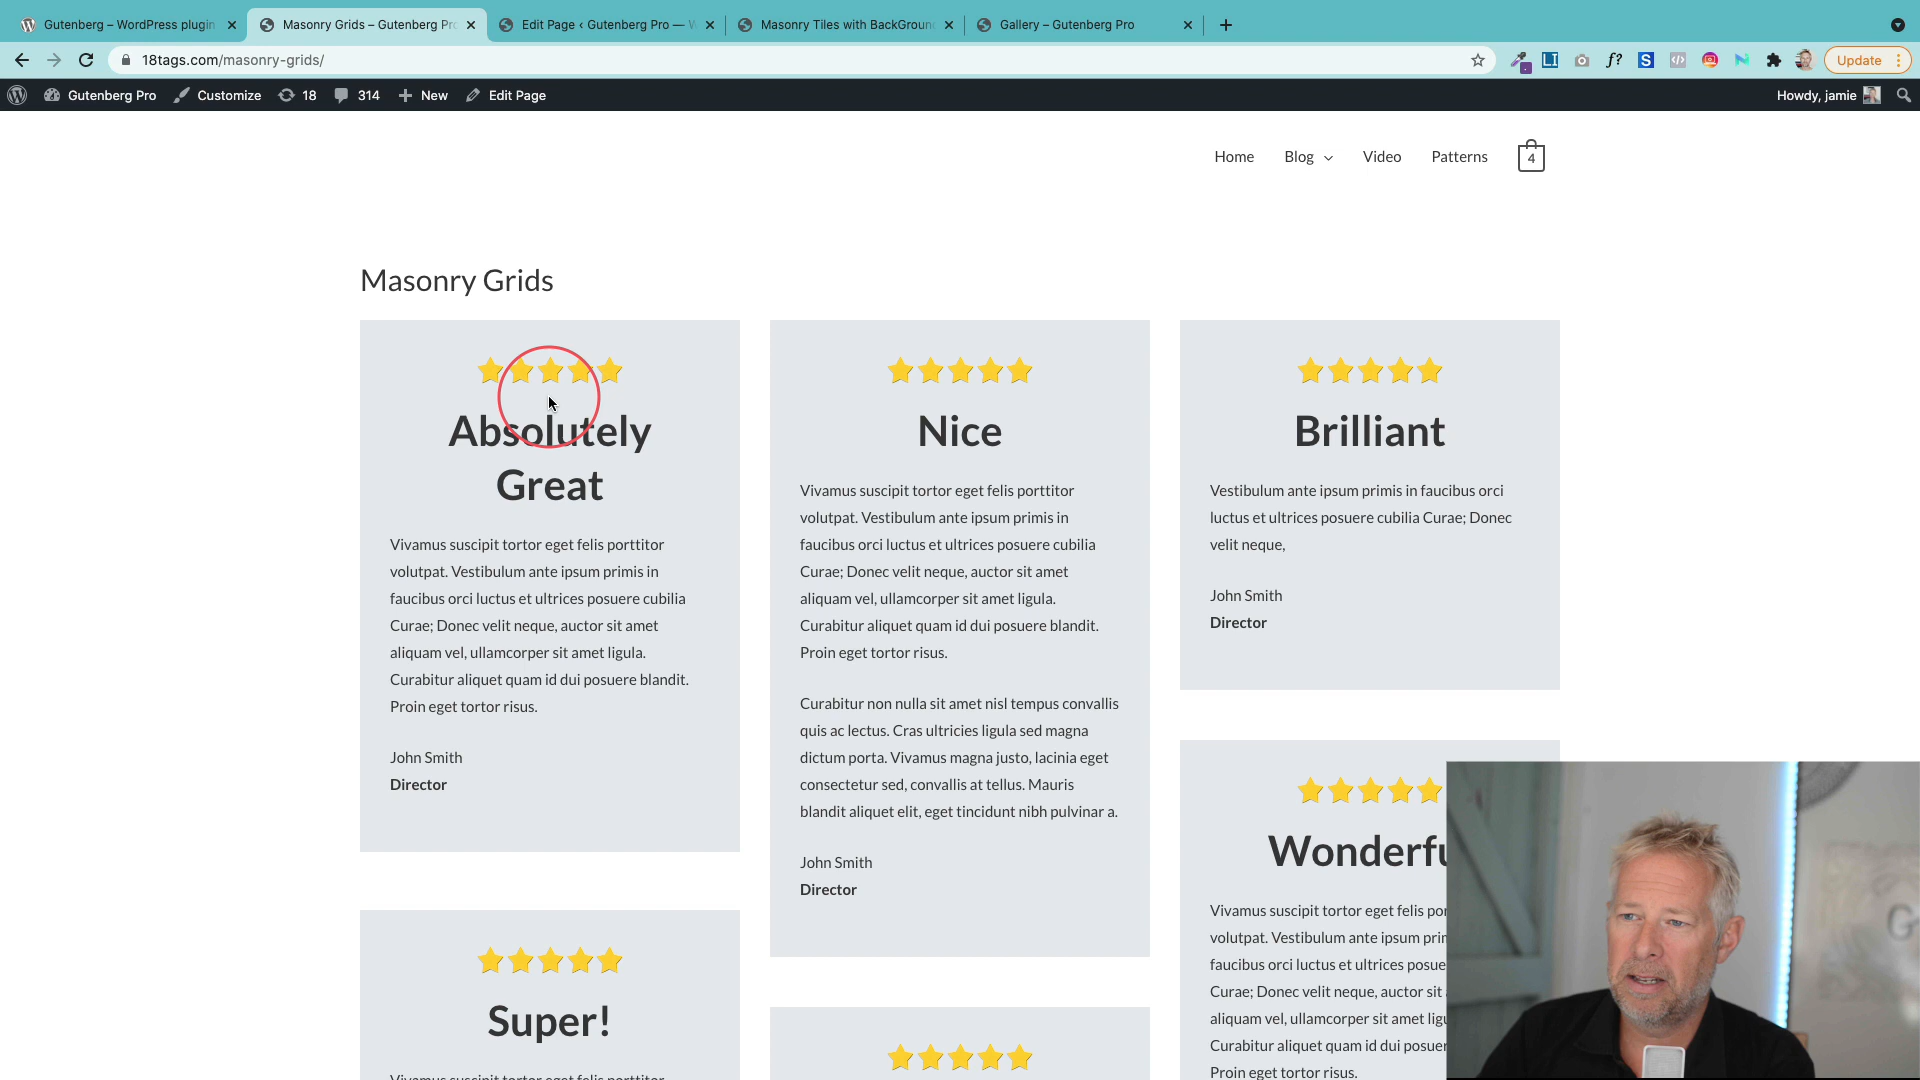 Gutenberg – WordPress plugin
Masonry Grids – Gutenberg Pro
Edit Page ‹ Gutenberg Pro — W
Masonry Tiles with BackGround
Gallery – Gutenberg Pro
18tags.com/masonry-grids/
Update
Gutenberg Pro
Customize
18
314
New
Edit Page
Howdy, jamie
Home
Blog
Video
Patterns
4
Masonry Grids
Absolutely
Great
Vivamus suscipit tortor eget felis porttitor
volutpat. Vestibulum ante ipsum primis in
faucibus orci luctus et ultrices posuere cubilia
Curae; Donec velit neque, auctor sit amet
aliquam vel, ullamcorper sit amet ligula.
Curabitur aliquet quam id dui posuere blandit.
Proin eget tortor risus.
John Smith
Director
Super!
Nice
Vivamus suscipit tortor eget felis porttitor
volutpat. Vestibulum ante ipsum primis in
faucibus orci luctus et ultrices posuere cubilia
Curae; Donec velit neque, auctor sit amet
aliquam vel, ullamcorper sit amet ligula.
Curabitur aliquet quam id dui posuere blandit.
Proin eget tortor risus.
Curabitur non nulla sit amet nisl tempus convallis
quis ac lectus. Cras ultricies ligula sed magna
dictum porta. Vivamus magna justo, lacinia eget
consectetur sed, convallis at tellus. Mauris
blandit aliquet elit, eget tincidunt nibh pulvinar a.
John Smith
Director
Brilliant
Vestibulum ante ipsum primis in faucibus orci
luctus et ultrices posuere cubilia Curae; Donec
velit neque,
John Smith
Director
Wonderfu
Vivamus suscipit tortor eget felis por
volutpat. Vestibulum ante ipsum prim
faucibus orci luctus et ultrices posue
Curae; Donec velit neque, auctor sit
aliquam vel, ullamcorper sit amet ligu
Curabitur aliquet quam id dui posuer
Proin eget tortor risus.